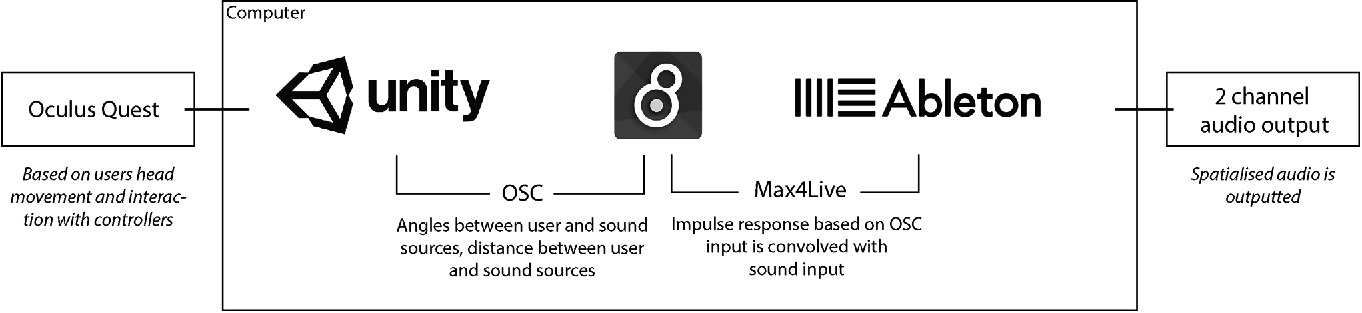 Computer
Oculus Quest
Based on users head
movement and interac-
tion with controllers
unity
8
Ableton
OSC
Angles between user and sound
sources, distance between user
and sound sources
Max4Live
Impulse response based on OSC
input is convolved with
sound input
2 channel
audio output
Spatialised audio is
outputted